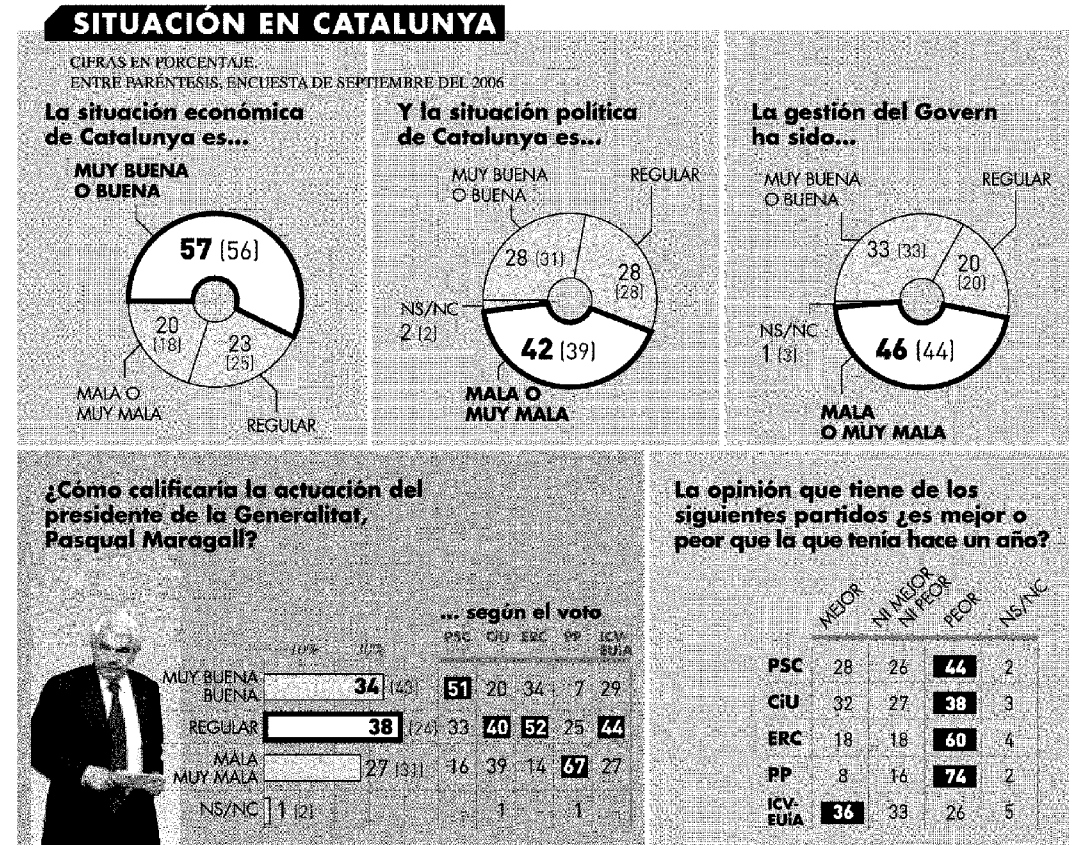 SITUACIÓN EN CATALUNYA
CIFRAS EN PORCENTAJE.
ENTRE PARÉNTESIS, ENCUESTA DE SEPTIEMBRE DEL 2006
La situación económica
de Catalunya es...
MUY BUENA
O BUENA
57 (56)
20
(18)
23
(25)
MALA O
MUY MALA
REGULAR
Y la situación política
de Catalunya es...
MUY BUENA
O BUENA
REGULAR
28 (31)
28
(28)
NS/NC
2 (2)
42 (39)
MALA O
MUY MALA
La gestión del Govern
ha sido...
MUY BUENA
O BUENA
REGULAR
33 (33)
20
(20)
NS/NC
1 (3)
46 (44)
MALA
O MUY MALA
¿Cómo calificaría la actuación del
presidente de la Generalitat,
Pasqual Maragall?
... según el voto
PSC CiU ERC PP ICV-
EUiA
MUY BUENA
BUENA
34 (43) 51 20 34 7 29
REGULAR 38 (24) 33 40 52 25 44
MALA
MUY MALA
27 (31) 16 39 14 67 27
NS/NC 1 (2) - 1 - 1 -
La opinión que tiene de los
siguientes partidos ¿es mejor o
peor que la que tenía hace un año?
MEJOR
NI MEJOR
NI PEOR
PEOR
NS/NC
PSC 28 26 44 2
CiU 32 27 38 3
ERC 18 18 60 4
PP 8 16 74 2
ICV-
EUiA 36 33 26 5